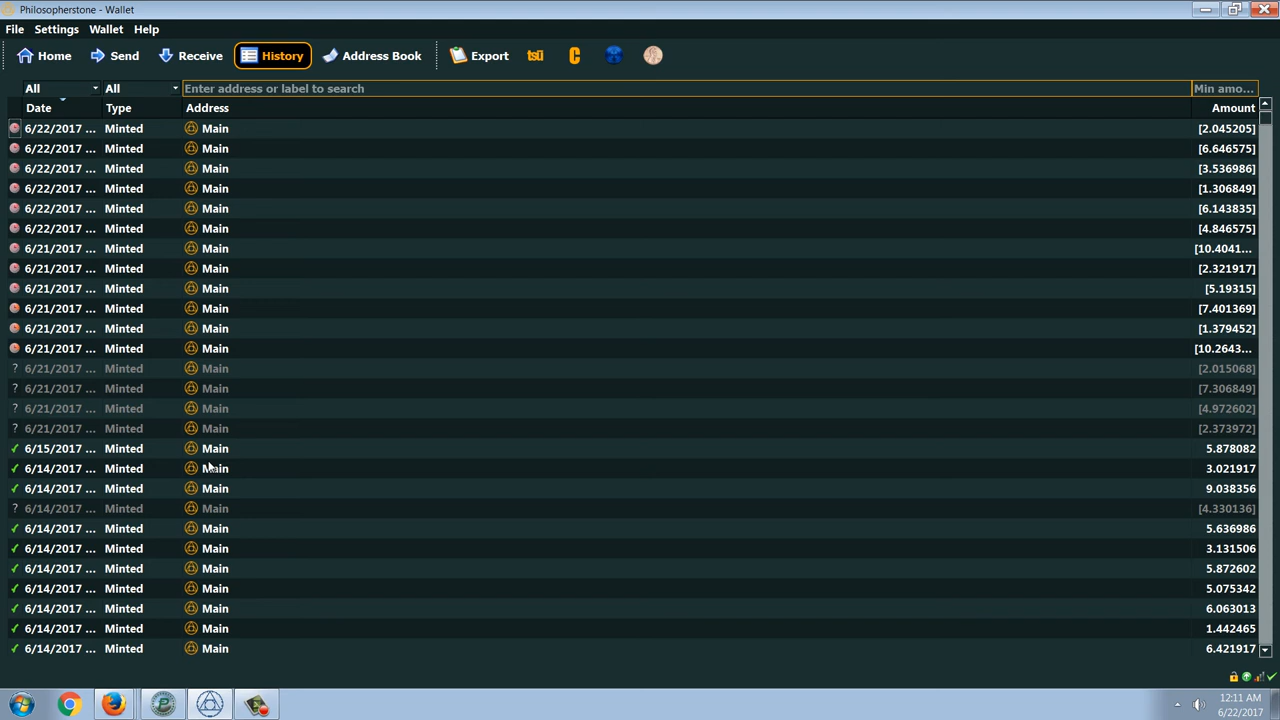 Philosopherstone - Wallet
File Settings Wallet Help
Home Send Receive History Address Book Export tsü C
All All Enter address or label to search Min amo...
Date Type Address Amount
6/22/2017 ... Minted Main [2.045205]
6/22/2017 ... Minted Main [6.646575]
6/22/2017 ... Minted Main [3.536986]
6/22/2017 ... Minted Main [1.306849]
6/22/2017 ... Minted Main [6.143835]
6/22/2017 ... Minted Main [4.846575]
6/21/2017 ... Minted Main [10.4041...
6/21/2017 ... Minted Main [2.321917]
6/21/2017 ... Minted Main [5.19315]
6/21/2017 ... Minted Main [7.401369]
6/21/2017 ... Minted Main [1.379452]
6/21/2017 ... Minted Main [10.2643...
? 6/21/2017 ... Minted Main [2.015068]
? 6/21/2017 ... Minted Main [7.306849]
? 6/21/2017 ... Minted Main [4.972602]
? 6/21/2017 ... Minted Main [2.373972]
6/15/2017 ... Minted Main 5.878082
6/14/2017 ... Minted Main 3.021917
6/14/2017 ... Minted Main 9.038356
? 6/14/2017 ... Minted Main [4.330136]
6/14/2017 ... Minted Main 5.636986
6/14/2017 ... Minted Main 3.131506
6/14/2017 ... Minted Main 5.872602
6/14/2017 ... Minted Main 5.075342
6/14/2017 ... Minted Main 6.063013
6/14/2017 ... Minted Main 1.442465
6/14/2017 ... Minted Main 6.421917
12:11 AM
6/22/2017